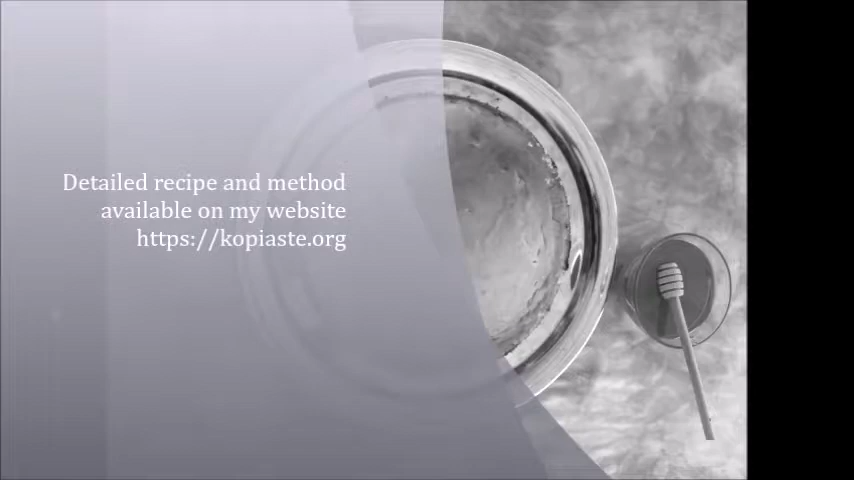 Detailed recipe and method
available on my website
https://kopiaste.org